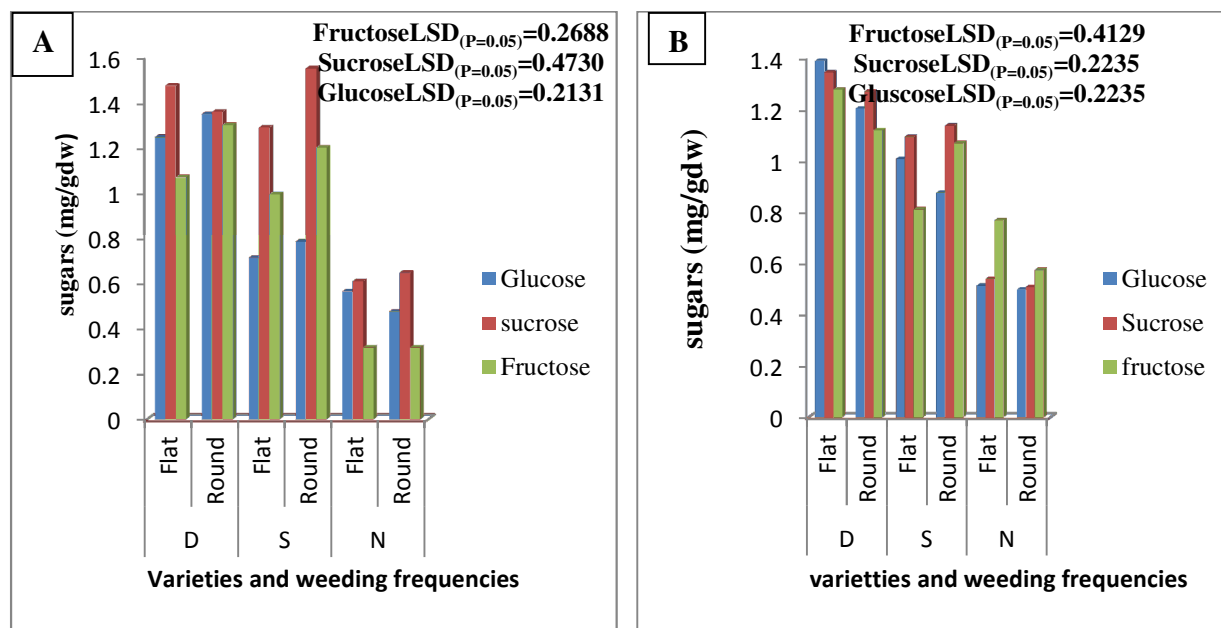 A
FructoseLSD(P=0.05)=0.2688
SucroseLSD(P=0.05)=0.4730
GlucoseLSD(P=0.05)=0.2131
sugars (mg/gdw)
1.6
1.4
1.2
1
0.8
0.6
0.4
0.2
0
Glucose
sucrose
Fructose
Flat Round Flat Round Flat Round
D S N
Varieties and weeding frequencies
B
FructoseLSD(P=0.05)=0.4129
SucroseLSD(P=0.05)=0.2235
GluscoseLSD(P=0.05)=0.2235
sugars (mg/gdw)
1.4
1.2
1
0.8
0.6
0.4
0.2
0
Glucose
Sucrose
fructose
Flat Round Flat Round Flat Round
D S N
varietties and weeding frequencies